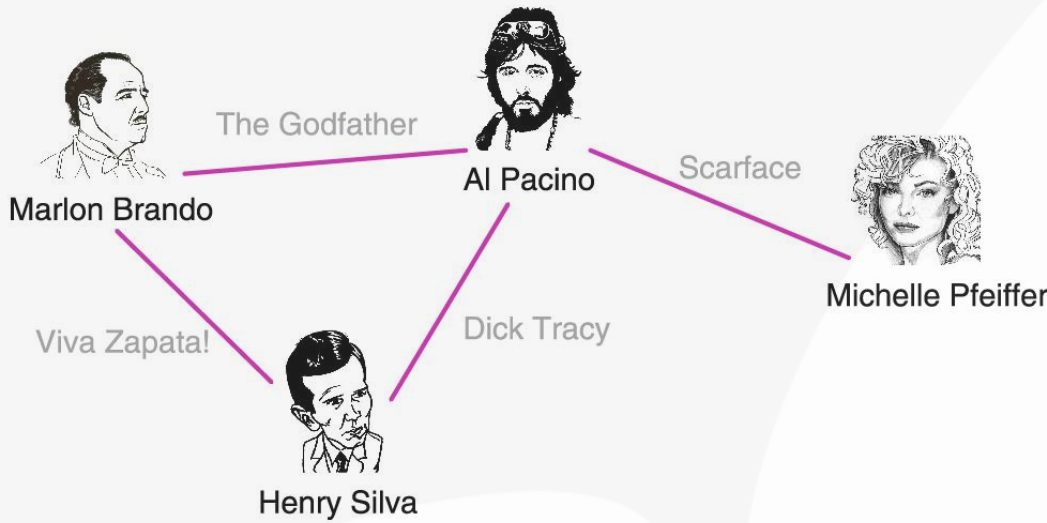 The Godfather
Al Pacino
Scarface
Marlon Brando
Michelle Pfeiffer
Viva Zapata!
Dick Tracy
Henry Silva